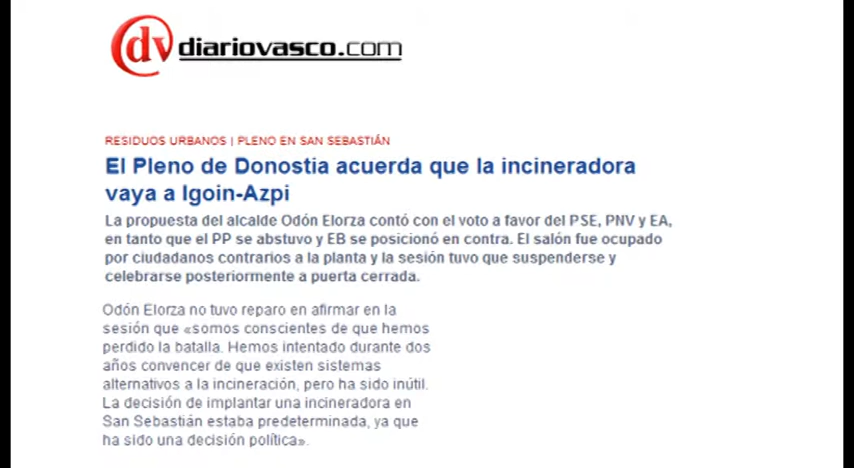 dv diariovasco.com
RESIDUOS URBANOS | PLENO EN SAN SEBASTIÁN
El Pleno de Donostia acuerda que la incineradora
vaya a Igoin-Azpi
La propuesta del alcalde Odón Elorza contó con el voto a favor del PSE, PNV y EA,
en tanto que el PP se abstuvo y EB se posicionó en contra. El salón fue ocupado
por ciudadanos contrarios a la planta y la sesión tuvo que suspenderse y
celebrarse posteriormente a puerta cerrada.
Odón Elorza no tuvo reparo en afirmar en la
sesión que «somos conscientes de que hemos
perdido la batalla. Hemos intentado durante dos
años convencer de que existen sistemas
alternativos a la incineración, pero ha sido inútil.
La decisión de implantar una incineradora en
San Sebastián estaba predeterminada, ya que
ha sido una decisión política».